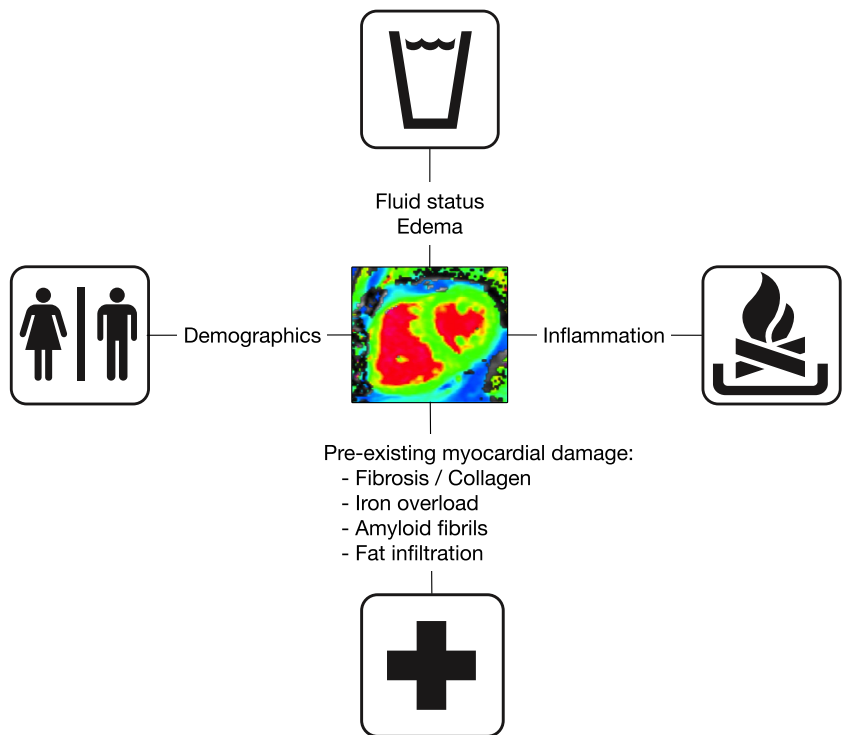 Fluid status
Edema
Demographics
Inflammation
Pre-existing myocardial damage:
- Fibrosis / Collagen
- Iron overload
- Amyloid fibrils
- Fat infiltration